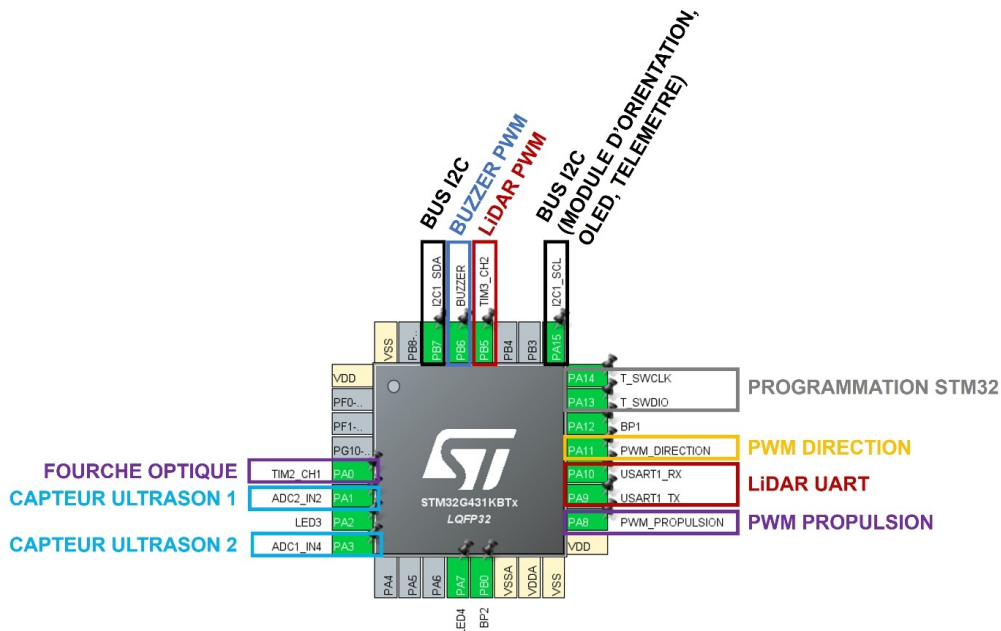 BUS I2C
BUZZER PWM
LiDAR PWM
BUS I2C
(MODULE D'ORIENTATION,
OLED, TELEMETRE)
I2C1_SDA
BUZZER
TIM3_CH2
I2C1_SCL
VSS
PB8-..
PB7
PB6
PB5
PB4
PB3
PA15
VDD
PF0-..
PF1-..
PG10-..
FOURCHE OPTIQUE
TIM2_CH1
PA0
CAPTEUR ULTRASON 1
ADC2_IN2
PA1
LED3
PA2
CAPTEUR ULTRASON 2
ADC1_IN4
PA3
STM32G431KBTx
LQFP32
PA14
T_SWCLK
PROGRAMMATION STM32
PA13
T_SWDIO
PA12
BP1
PA11
PWM_DIRECTION
PWM DIRECTION
PA10
USART1_RX
LiDAR UART
PA9
USART1_TX
PA8
PWM_PROPULSION
PWM PROPULSION
VDD
PA4
PA5
PA6
PA7
PB0
VSSA
VDDA
VSS
LED4
BP2